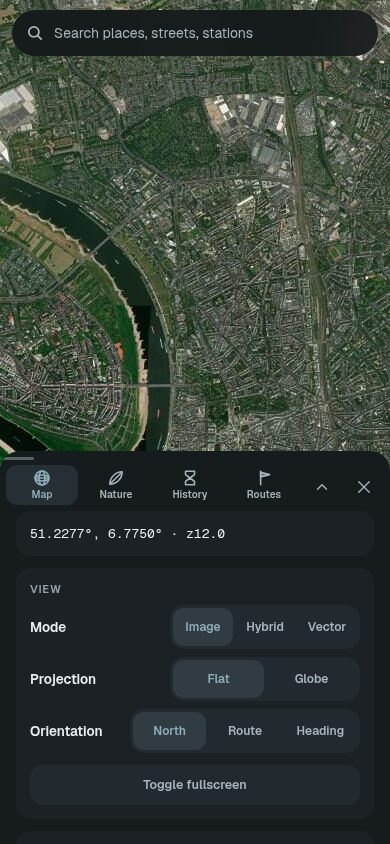 Search places, streets, stations
Map
Nature
History
Routes
51.2277°, 6.7750° · z12.0
VIEW
Mode
Image
Hybrid
Vector
Projection
Flat
Globe
Orientation
North
Route
Heading
Toggle fullscreen